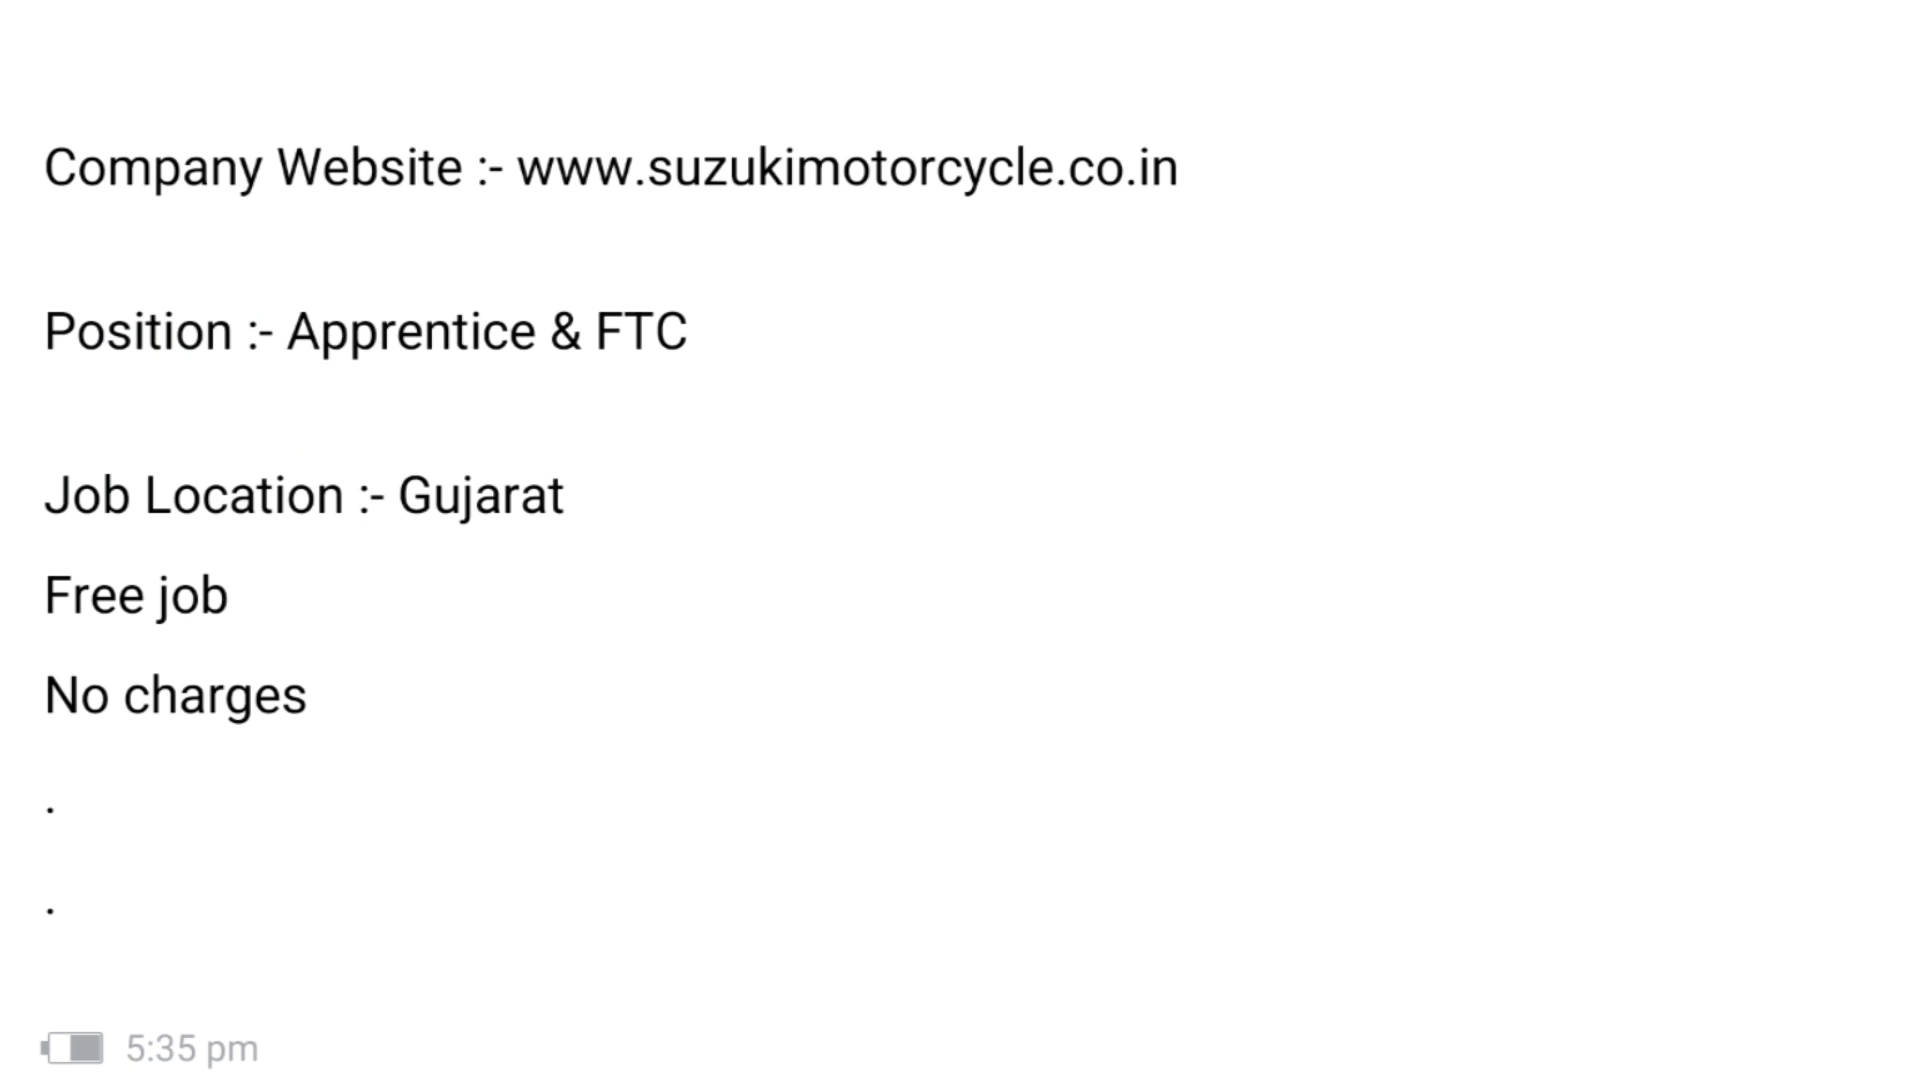 Company Website :- www.suzukimotorcycle.co.in
Position :- Apprentice & FTC
Job Location :- Gujarat
Free job
No charges
.
.
5:35 pm